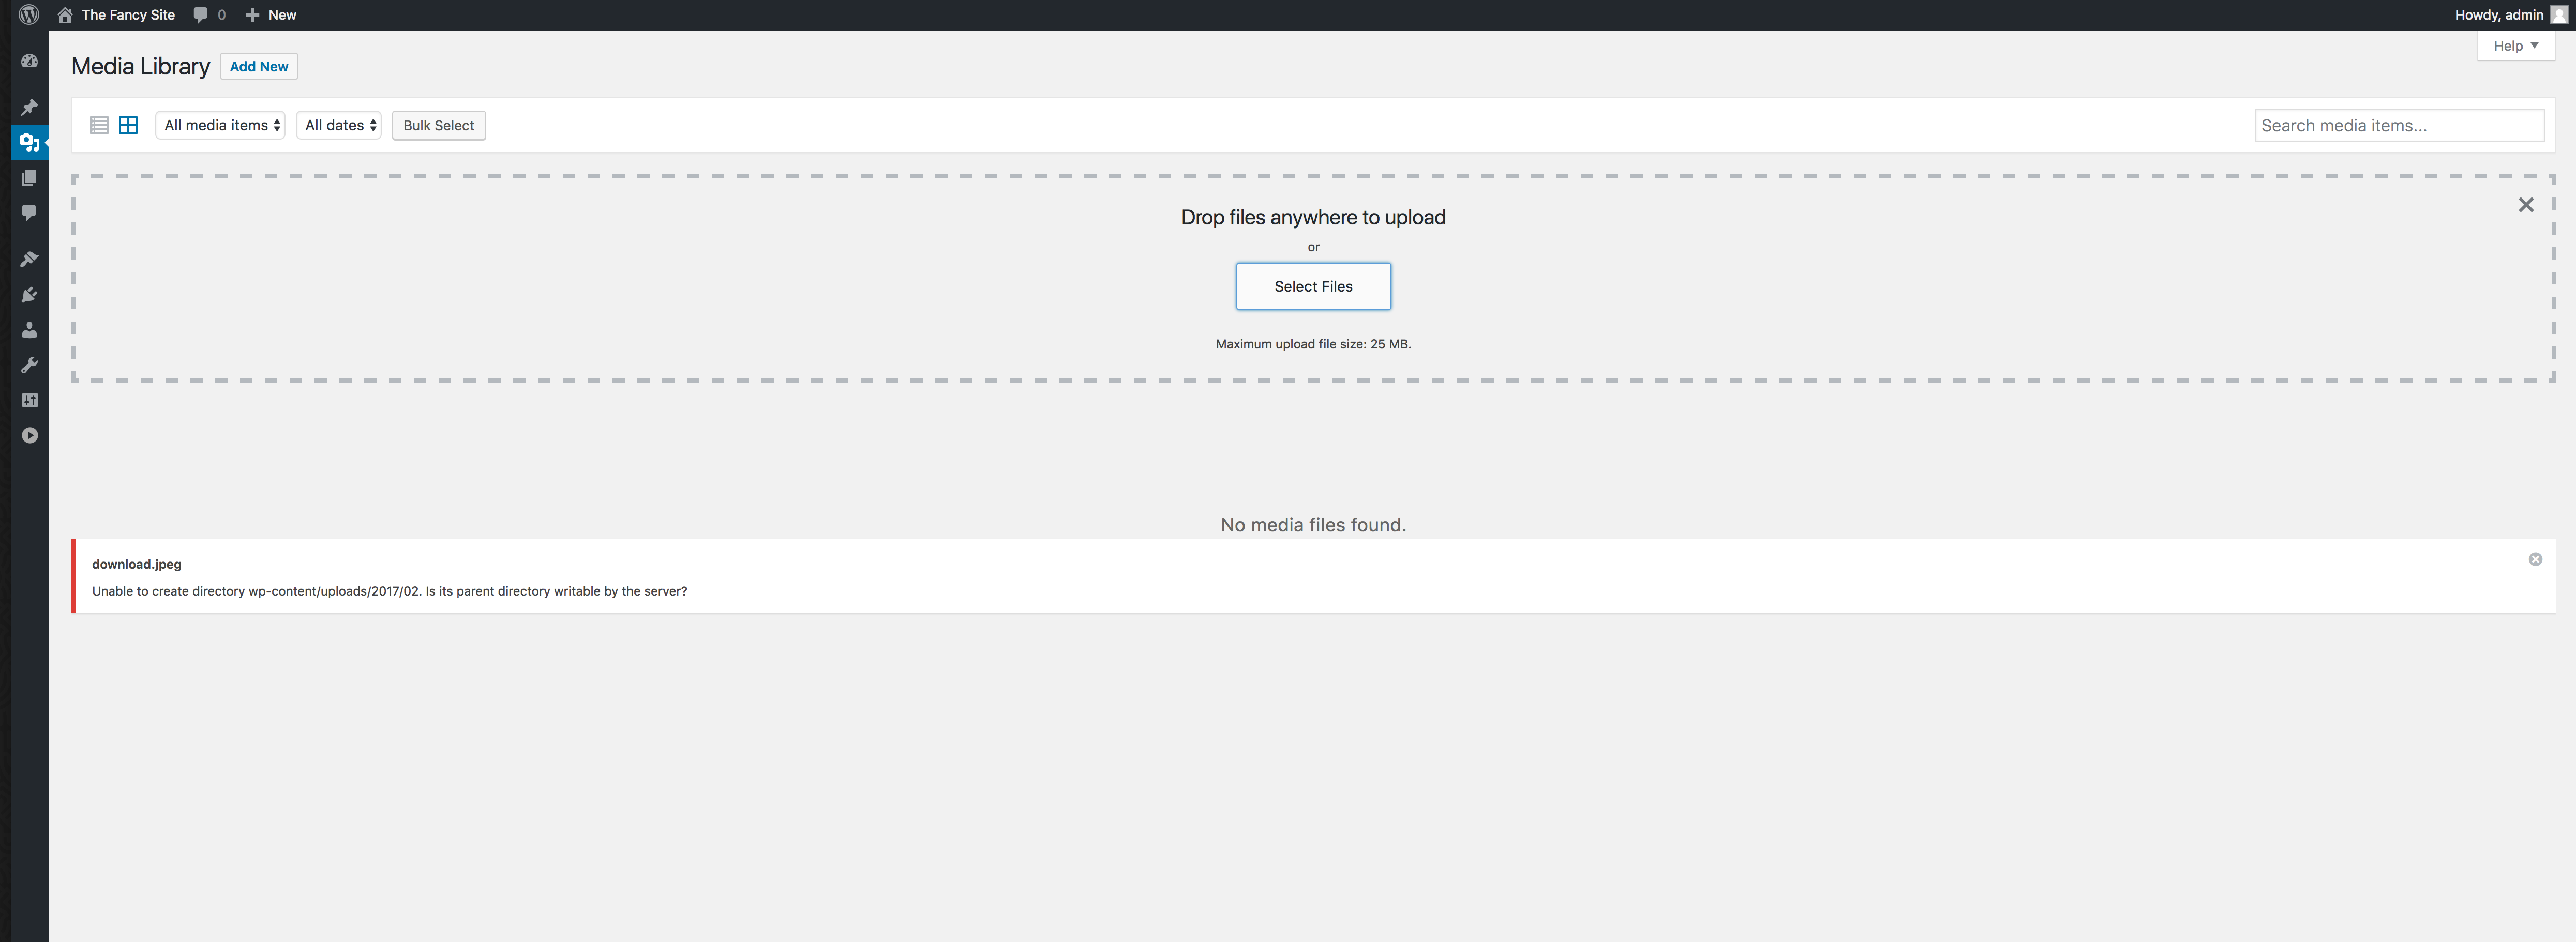 The Fancy Site 0 New Howdy, admin
Help
Media Library Add New
All media items All dates Bulk Select Search media items...
Drop files anywhere to upload
or
Select Files
Maximum upload file size: 25 MB.
No media files found.
download.jpeg
Unable to create directory wp-content/uploads/2017/02. Is its parent directory writable by the server?